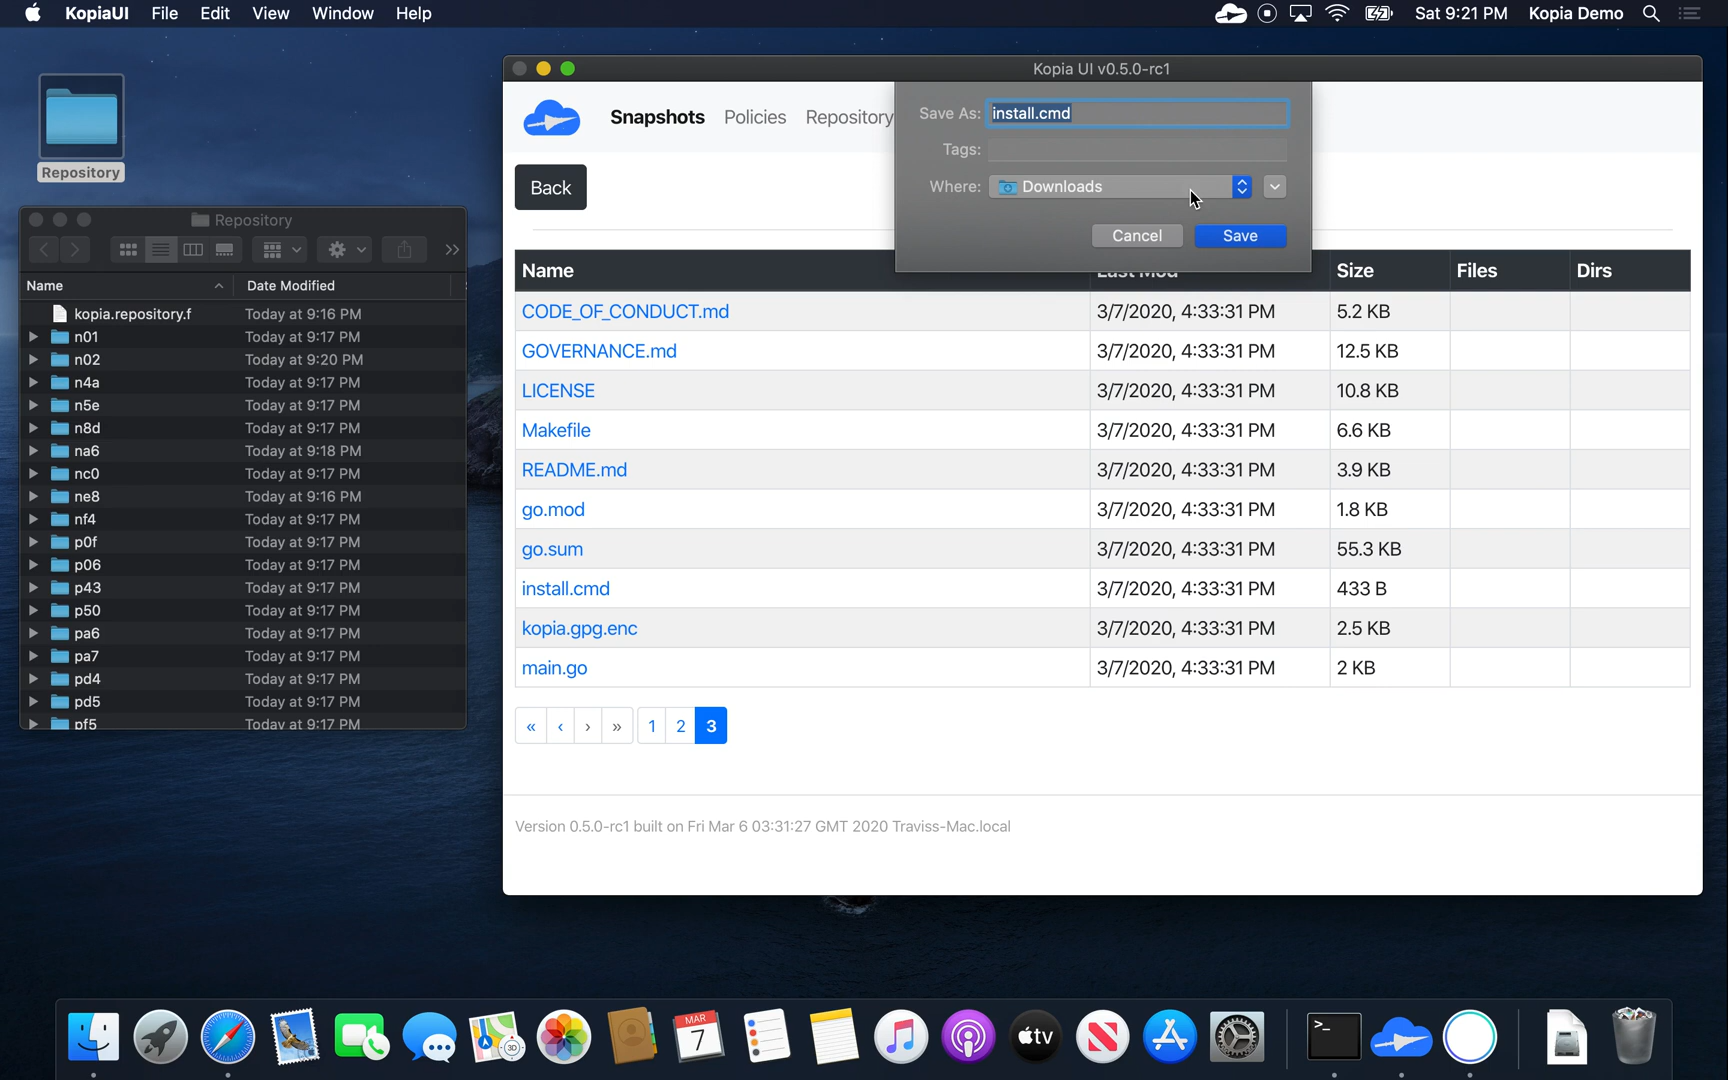 KopiaUI File Edit View Window Help Sat 9:21 PM Kopia Demo
Repository
Repository
Name Date Modified
kopia.repository.f Today at 9:16 PM
n01 Today at 9:17 PM
n02 Today at 9:20 PM
n4a Today at 9:17 PM
n5e Today at 9:17 PM
n8d Today at 9:17 PM
na6 Today at 9:18 PM
nc0 Today at 9:17 PM
ne8 Today at 9:16 PM
nf4 Today at 9:17 PM
p0f Today at 9:17 PM
p06 Today at 9:17 PM
p43 Today at 9:17 PM
p50 Today at 9:17 PM
pa6 Today at 9:17 PM
pa7 Today at 9:17 PM
pd4 Today at 9:17 PM
pd5 Today at 9:17 PM
pf5 Today at 9:17 PM
Kopia UI v0.5.0-rc1
Snapshots Policies Repository
Save As: install.cmd
Tags:
Where: Downloads
Cancel Save
Back
Name Last Mod Size Files Dirs
CODE_OF_CONDUCT.md 3/7/2020, 4:33:31 PM 5.2 KB
GOVERNANCE.md 3/7/2020, 4:33:31 PM 12.5 KB
LICENSE 3/7/2020, 4:33:31 PM 10.8 KB
Makefile 3/7/2020, 4:33:31 PM 6.6 KB
README.md 3/7/2020, 4:33:31 PM 3.9 KB
go.mod 3/7/2020, 4:33:31 PM 1.8 KB
go.sum 3/7/2020, 4:33:31 PM 55.3 KB
install.cmd 3/7/2020, 4:33:31 PM 433 B
kopia.gpg.enc 3/7/2020, 4:33:31 PM 2.5 KB
main.go 3/7/2020, 4:33:31 PM 2 KB
« ‹ › » 1 2 3
Version 0.5.0-rc1 built on Fri Mar 6 03:31:27 GMT 2020 Traviss-Mac.local
3D
MAR
7
tv
>_